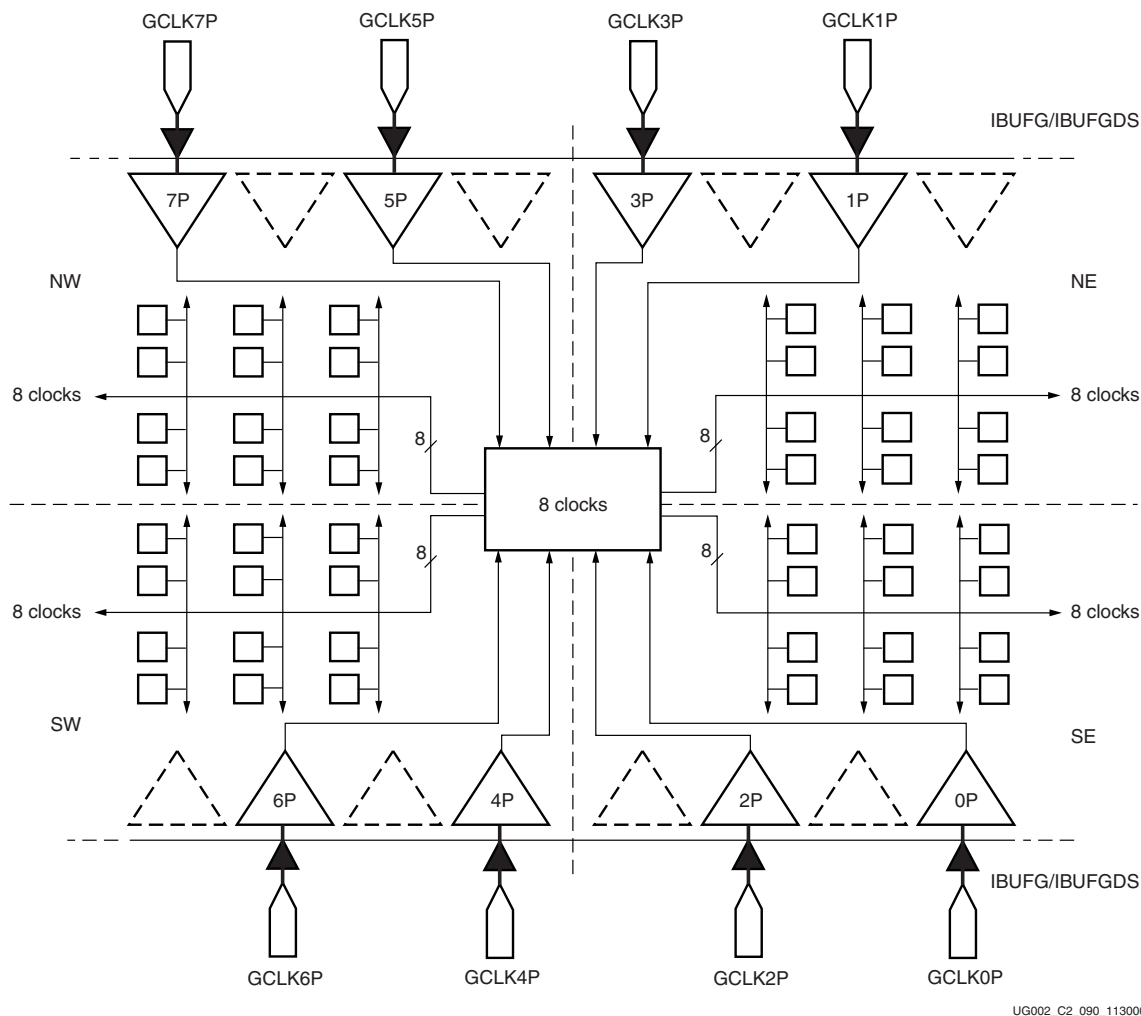 GCLK7P GCLK5P GCLK3P GCLK1P
IBUFG/IBUFGDS
7P 5P 3P 1P
NW NE
8 clocks 8 clocks
8 8
8 clocks
8 8
8 clocks 8 clocks
SW SE
6P 4P 2P 0P
IBUFG/IBUFGDS
GCLK6P GCLK4P GCLK2P GCLK0P